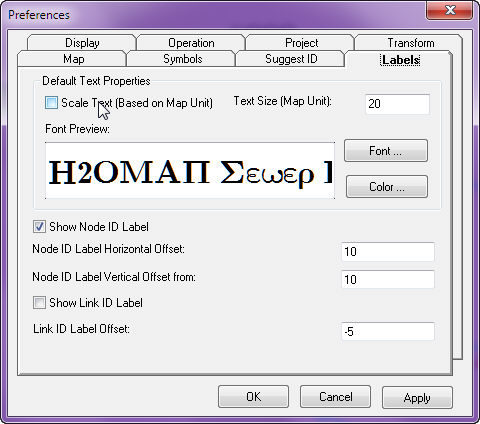 Preferences
Display Operation Project Transform
Map Symbols Suggest ID Labels
Default Text Properties
Scale Text (Based on Map Unit) Text Size (Map Unit): 20
Font Preview:
Η2ΟΜΑΠ Σεωερ
Font ...
Color ...
Show Node ID Label
Node ID Label Horizontal Offset: 10
Node ID Label Vertical Offset from: 10
Show Link ID Label
Link ID Label Offset: -5
OK Cancel Apply